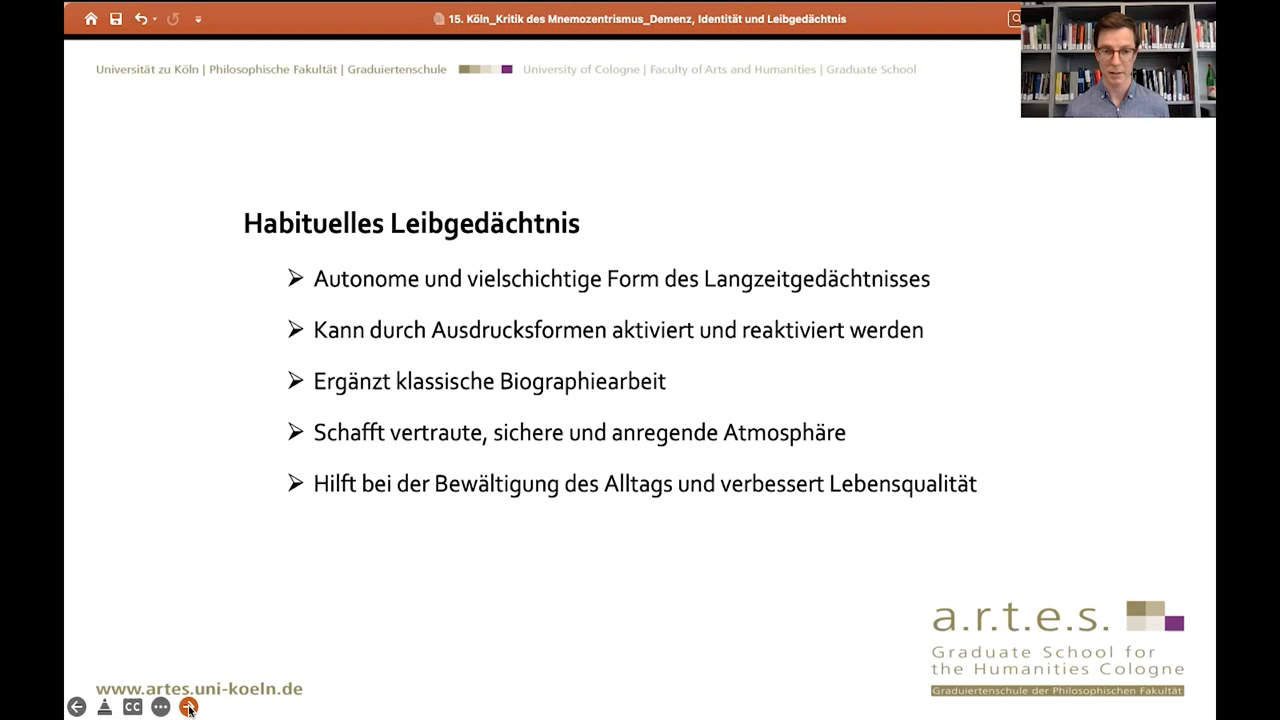 15. Köln_Kritik des Mnemozentrismus_Demenz, Identität und Leibgedächtnis
Universität zu Köln | Philosophische Fakultät | Graduiertenschule
University of Cologne | Faculty of Arts and Humanities | Graduate School
Habituelles Leibgedächtnis
➢ Autonome und vielschichtige Form des Langzeitgedächtnisses
➢ Kann durch Ausdrucksformen aktiviert und reaktiviert werden
➢ Ergänzt klassische Biographiearbeit
➢ Schafft vertraute, sichere und anregende Atmosphäre
➢ Hilft bei der Bewältigung des Alltags und verbessert Lebensqualität
a.r.t.e.s.
Graduate School for
the Humanities Cologne
Graduiertenschule der Philosophischen Fakultät
www.artes.uni-koeln.de
CC